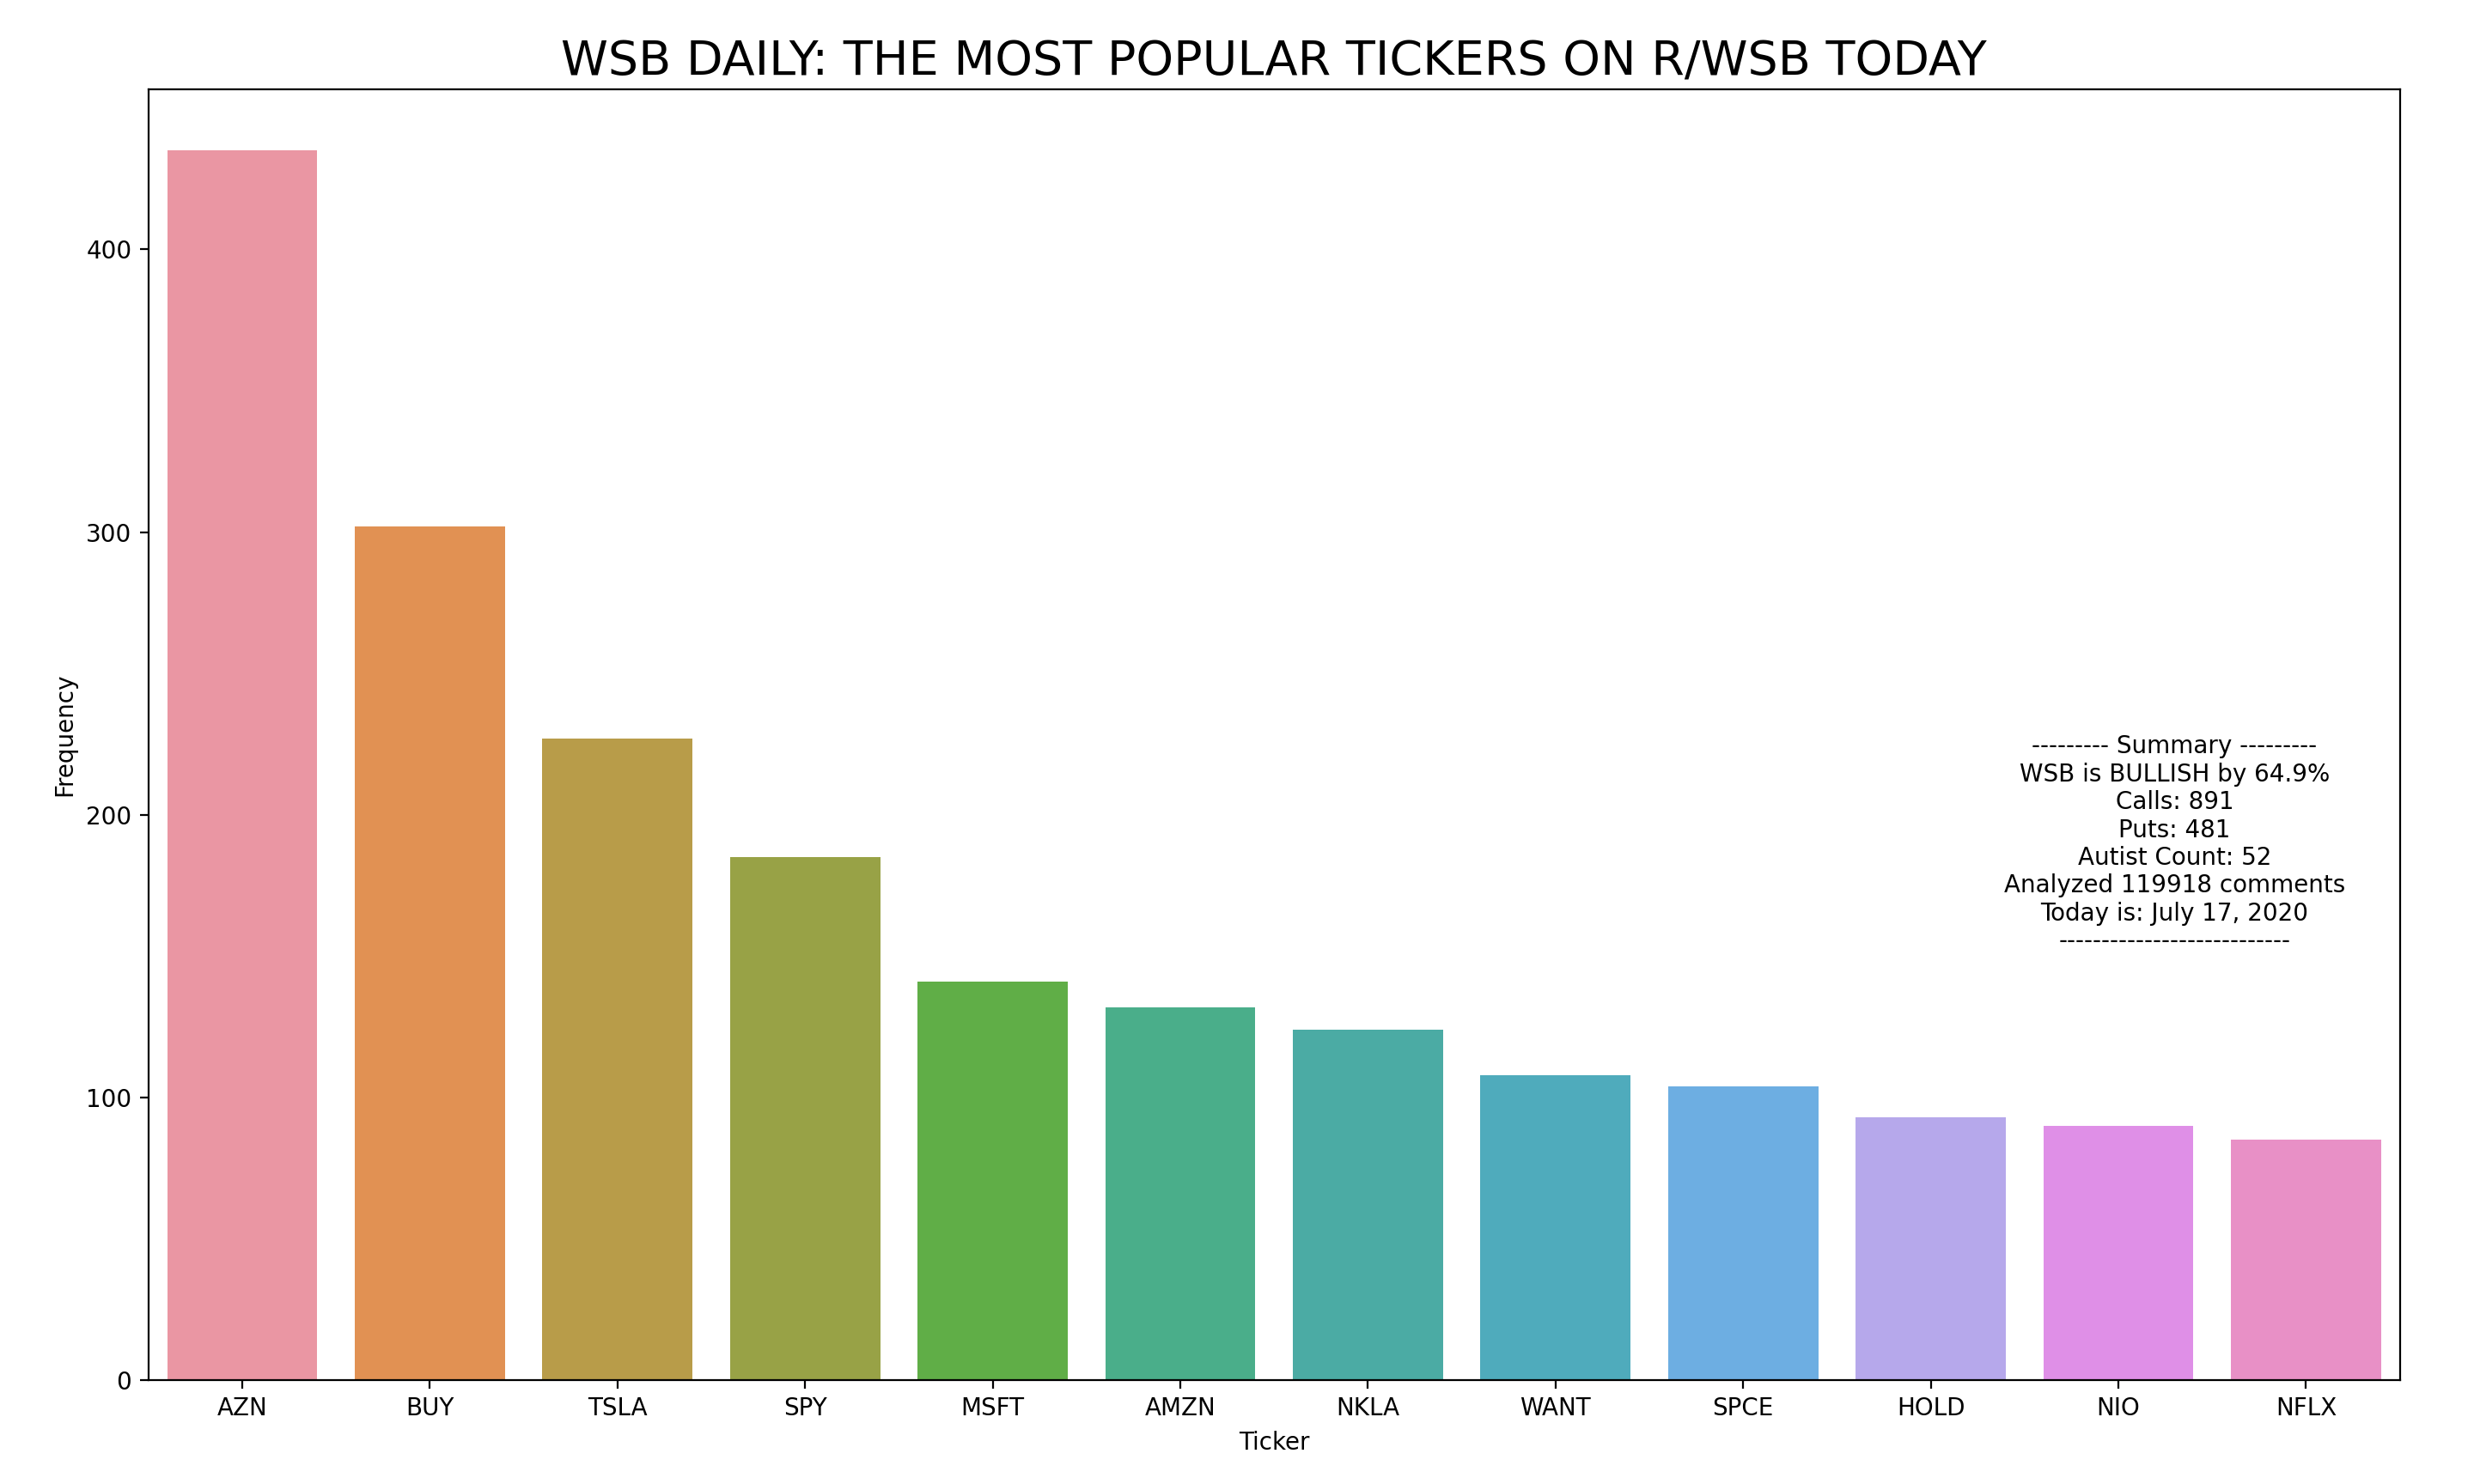 WSB DAILY: THE MOST POPULAR TICKERS ON R/WSB TODAY
400
300
200
100
0
Frequency
--------- Summary ---------
WSB is BULLISH by 64.9%
Calls: 891
Puts: 481
Autist Count: 52
Analyzed 119918 comments
Today is: July 17, 2020
---------------------------
AZN BUY TSLA SPY MSFT AMZN NKLA WANT SPCE HOLD NIO NFLX
Ticker